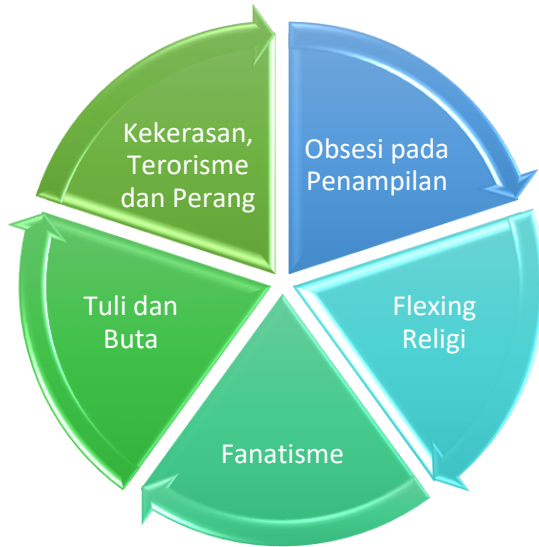 Obsesi pada
Penampilan
Flexing
Religi
Fanatisme
Tuli dan
Buta
Kekerasan,
Terorisme
dan Perang